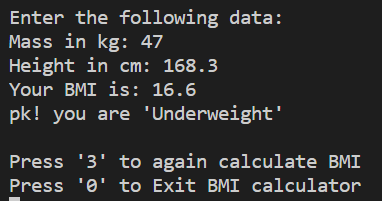 Enter the following data:
Mass in kg: 47
Height in cm: 168.3
Your BMI is: 16.6
pk! you are 'Underweight'
Press '3' to again calculate BMI
Press '0' to Exit BMI calculator